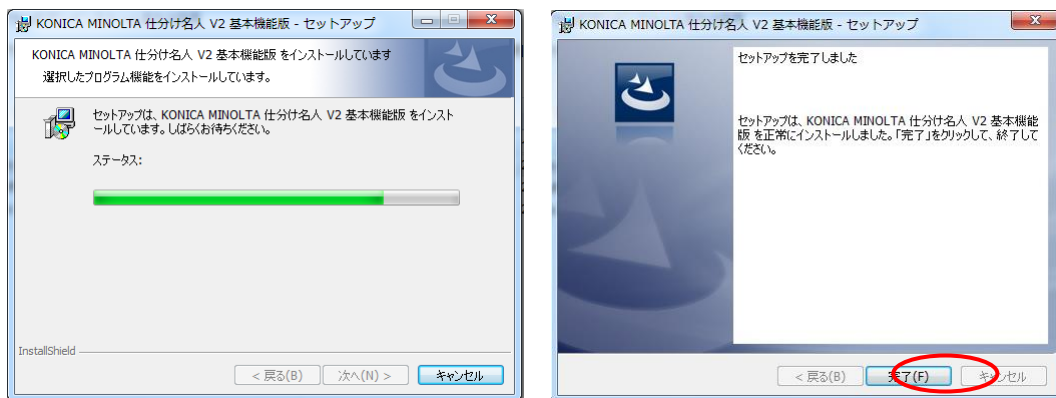 KONICA MINOLTA 仕分け名人 V2 基本機能版 - セットアップ
KONICA MINOLTA 仕分け名人 V2 基本機能版 をインストールしています
選択したプログラム機能をインストールしています。
セットアップは、KONICA MINOLTA 仕分け名人 V2 基本機能版 をインスト
ールしています。しばらくお待ちください。
ステータス:
InstallShield
< 戻る(B)
次へ(N) >
キャンセル
KONICA MINOLTA 仕分け名人 V2 基本機能版 - セットアップ
セットアップを完了しました
セットアップは、KONICA MINOLTA 仕分け名人 V2 基本機能
版 を正常にインストールしました。「完了」をクリックして、終了して
ください。
< 戻る(B)
完了(F)
キャンセル